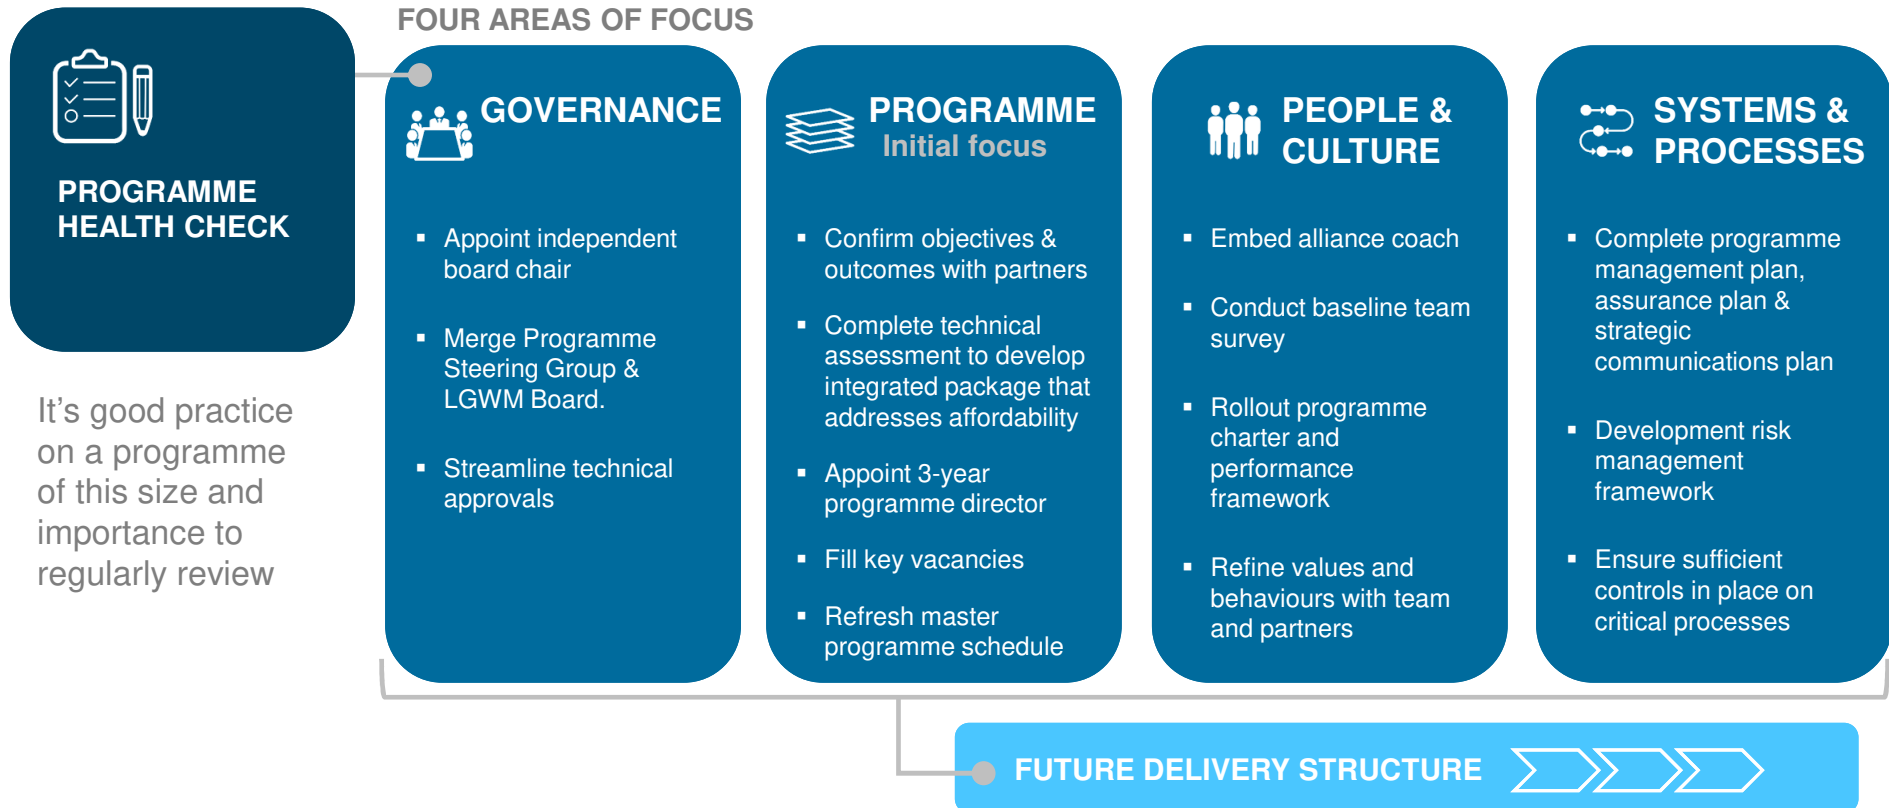 FOUR AREAS OF FOCUS
PROGRAMME
HEALTH CHECK
It’s good practice
on a programme
of this size and
importance to
regularly review
GOVERNANCE
▪ Appoint independent
board chair
▪ Merge Programme
Steering Group &
LGWM Board.
▪ Streamline technical
approvals
PROGRAMME
Initial focus
▪ Confirm objectives &
outcomes with partners
▪ Complete technical
assessment to develop
integrated package that
addresses affordability
▪ Appoint 3-year
programme director
▪ Fill key vacancies
▪ Refresh master
programme schedule
PEOPLE &
CULTURE
▪ Embed alliance coach
▪ Conduct baseline team
survey
▪ Rollout programme
charter and
performance
framework
▪ Refine values and
behaviours with team
and partners
SYSTEMS &
PROCESSES
▪ Complete programme
management plan,
assurance plan &
strategic
communications plan
▪ Development risk
management
framework
▪ Ensure sufficient
controls in place on
critical processes
FUTURE DELIVERY STRUCTURE